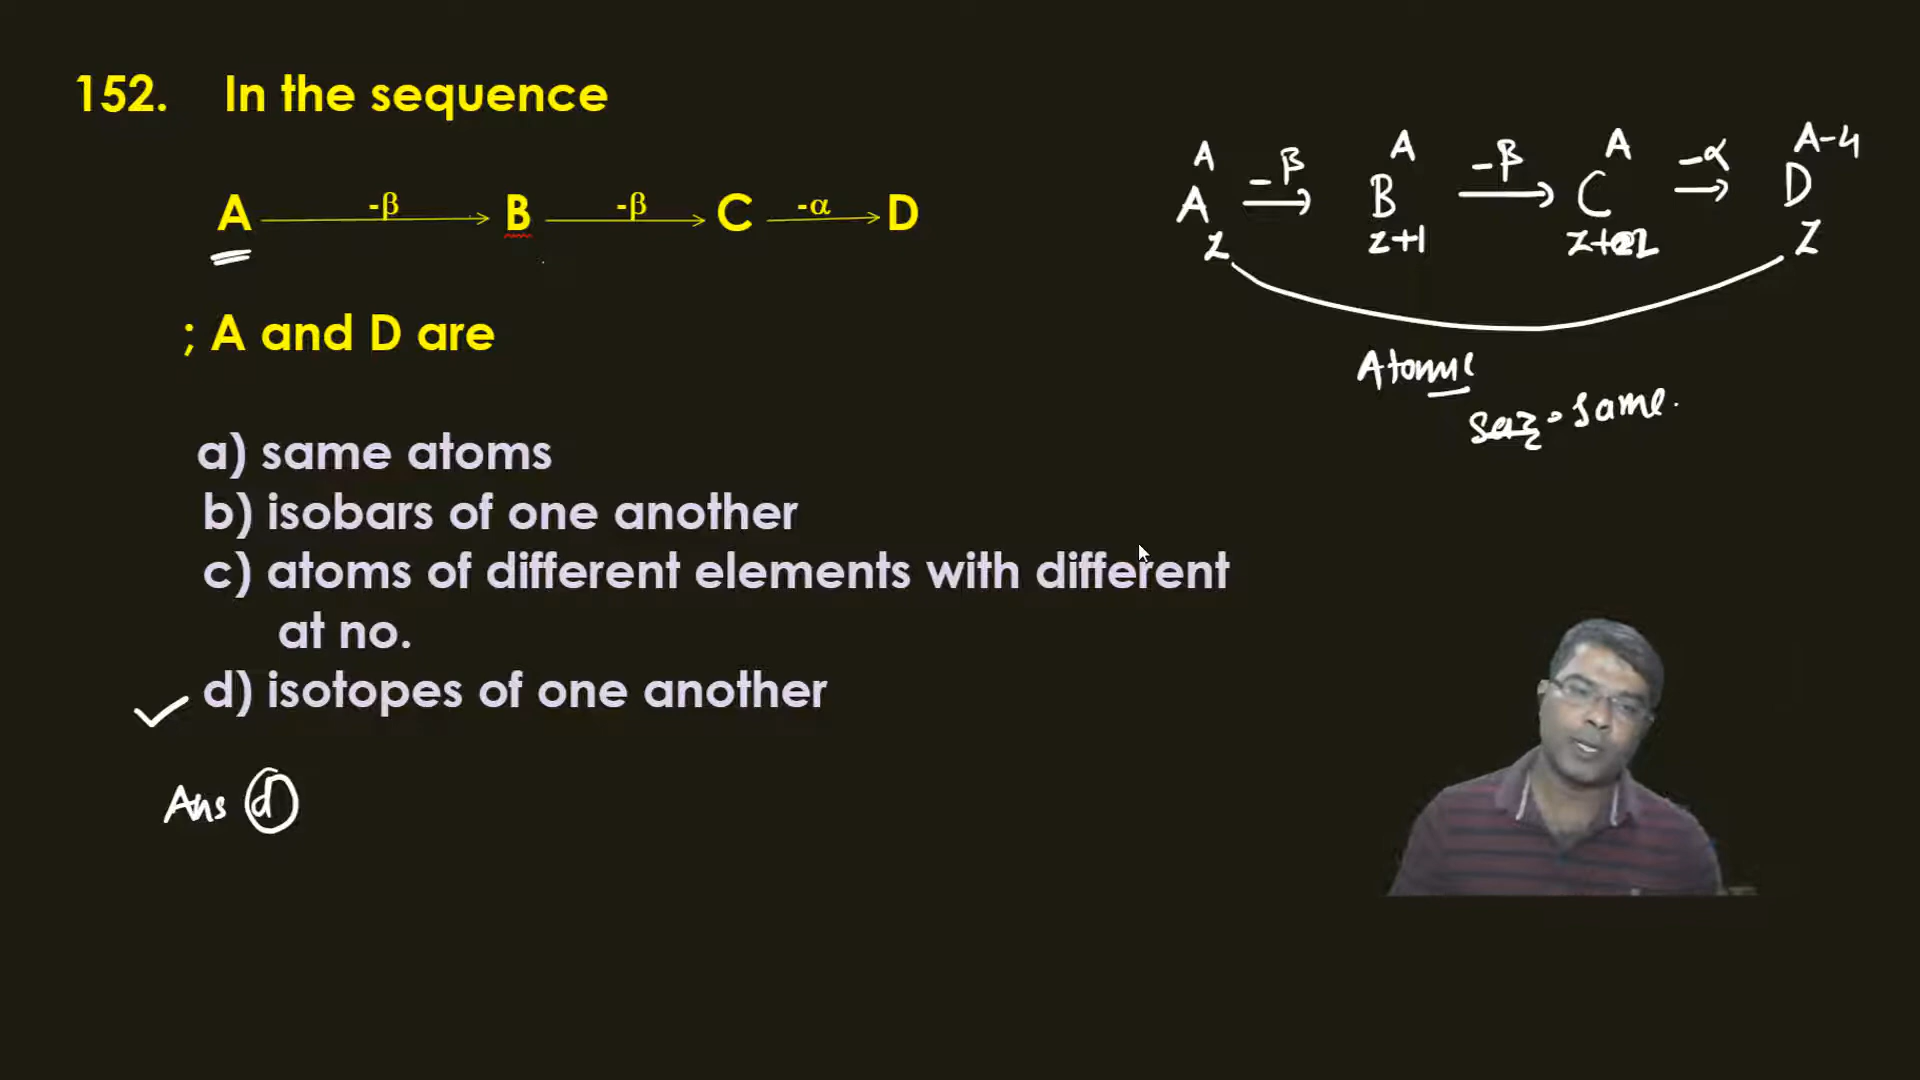 152. In the sequence
A -β B -β C -α D
; A and D are
a) same atoms
b) isobars of one another
c) atoms of different elements with different
at no.
d) isotopes of one another
Ans d
A A A A-4
A -β B -β C -α D
Z Z+1 Z+2 Z
Atomic
same.